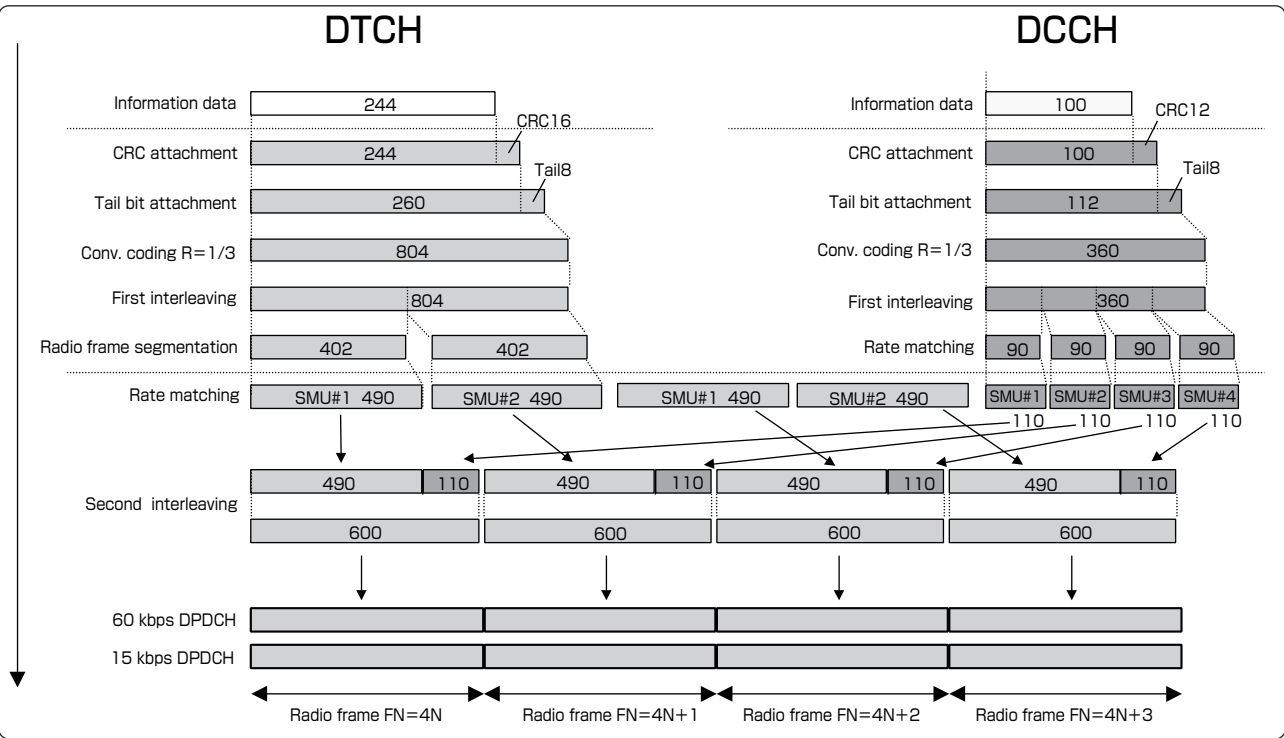 DTCH DCCH
Information data 244 Information data 100
CRC16 CRC12
CRC attachment 244 CRC attachment 100
Tail8 Tail8
Tail bit attachment 260 Tail bit attachment 112
Conv. coding R=1/3 804 Conv. coding R=1/3 360
First interleaving 804 First interleaving 360
Radio frame segmentation 402 402 Rate matching 90 90 90 90
Rate matching SMU#1 490 SMU#2 490 SMU#1 490 SMU#2 490 SMU#1 SMU#2 SMU#3 SMU#4
110 110 110 110
490 110 490 110 490 110 490 110
Second interleaving
600 600 600 600
60 kbps DPDCH
15 kbps DPDCH
Radio frame FN=4N Radio frame FN=4N+1 Radio frame FN=4N+2 Radio frame FN=4N+3